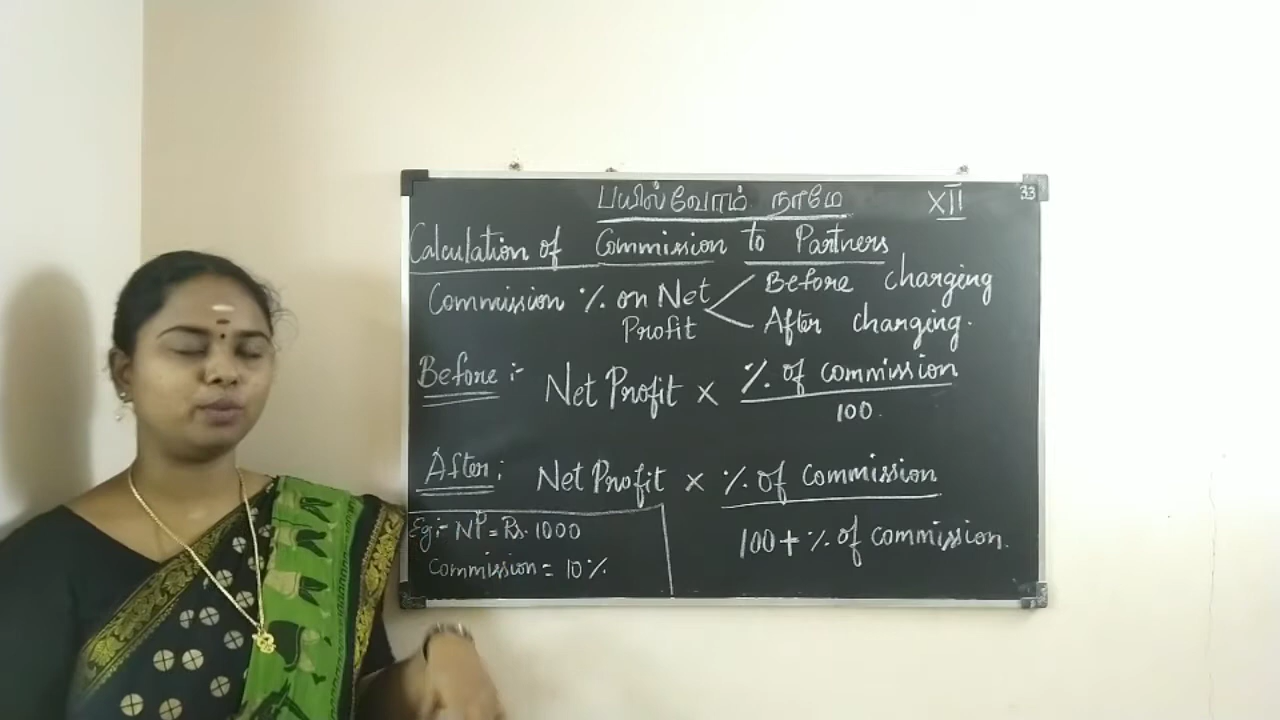 பயில்வோம் நாமே XII 33
Calculation of Commission to Partners
Commission % on Net Profit
Before charging
After charging.
Before :- Net Profit × % of commission
100.
After : Net Profit × % of commission
100 + % of commission.
Eg:- NP = Rs. 1000
Commission = 10 %